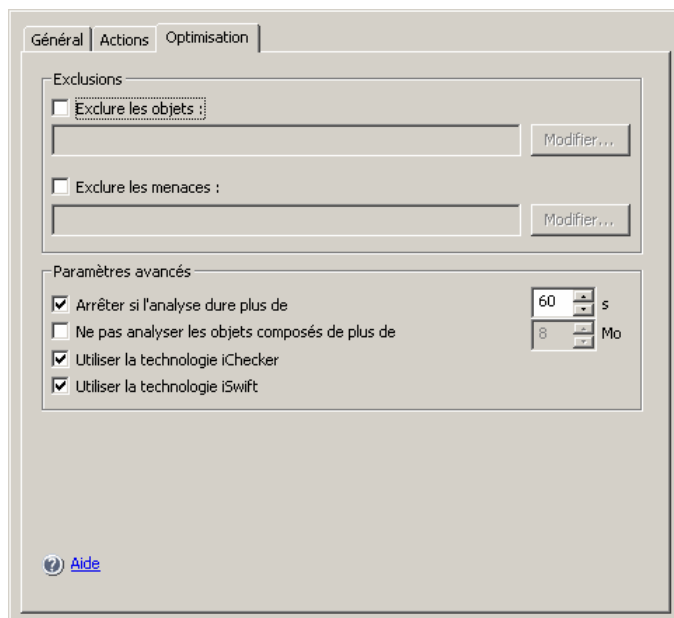 Général Actions Optimisation
Exclusions
Exclure les objets :
Modifier...
Exclure les menaces :
Modifier...
Paramètres avancés
Arrêter si l'analyse dure plus de 60 s
Ne pas analyser les objets composés de plus de 8 Mo
Utiliser la technologie iChecker
Utiliser la technologie iSwift
Aide